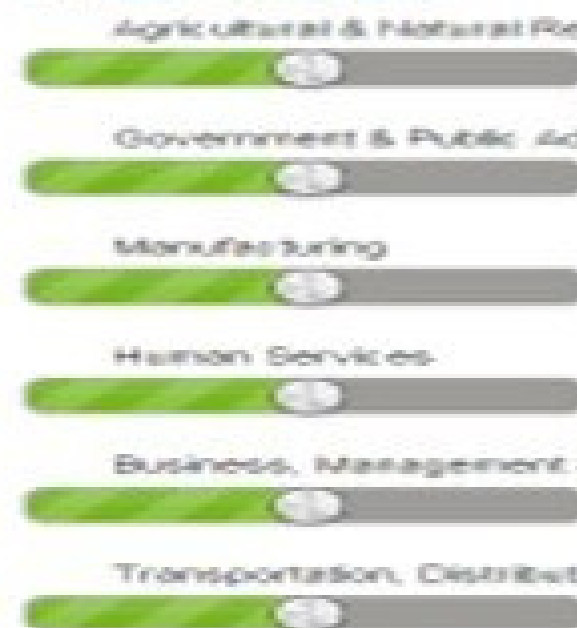 Agricultural & Natural Re
Government & Public Ad
Manufacturing
Human Services
Business, Management
Transportation, Distribut